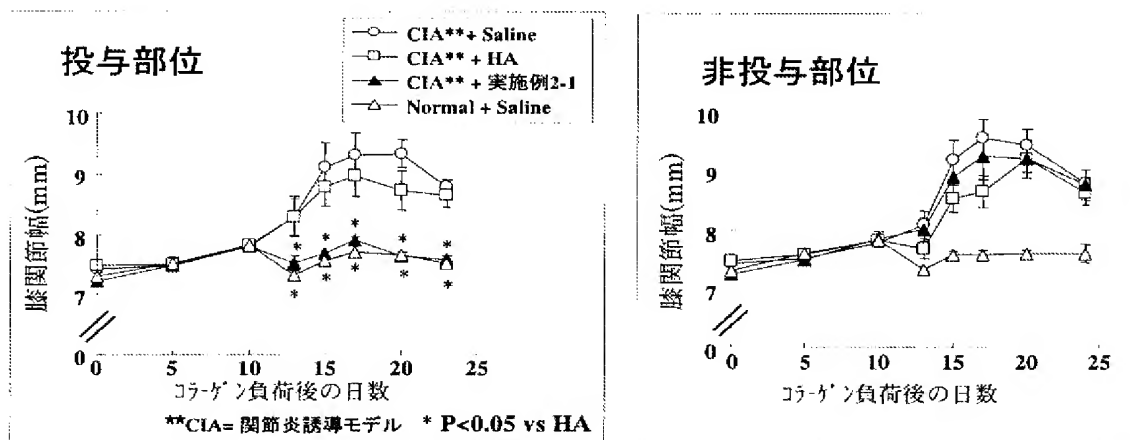 投与部位
CIA**+ Saline
CIA** + HA
CIA** + 実施例2-1
Normal + Saline
膝関節幅(mm)
10
9
8
7
0
0 5 10 15 20 25
* * * * *
* * * * *
コラーゲン負荷後の日数
**CIA= 関節炎誘導モデル * P<0.05 vs HA
非投与部位
膝関節幅(mm)
10
9
8
7
0
0 5 10 15 20 25
コラーゲン負荷後の日数